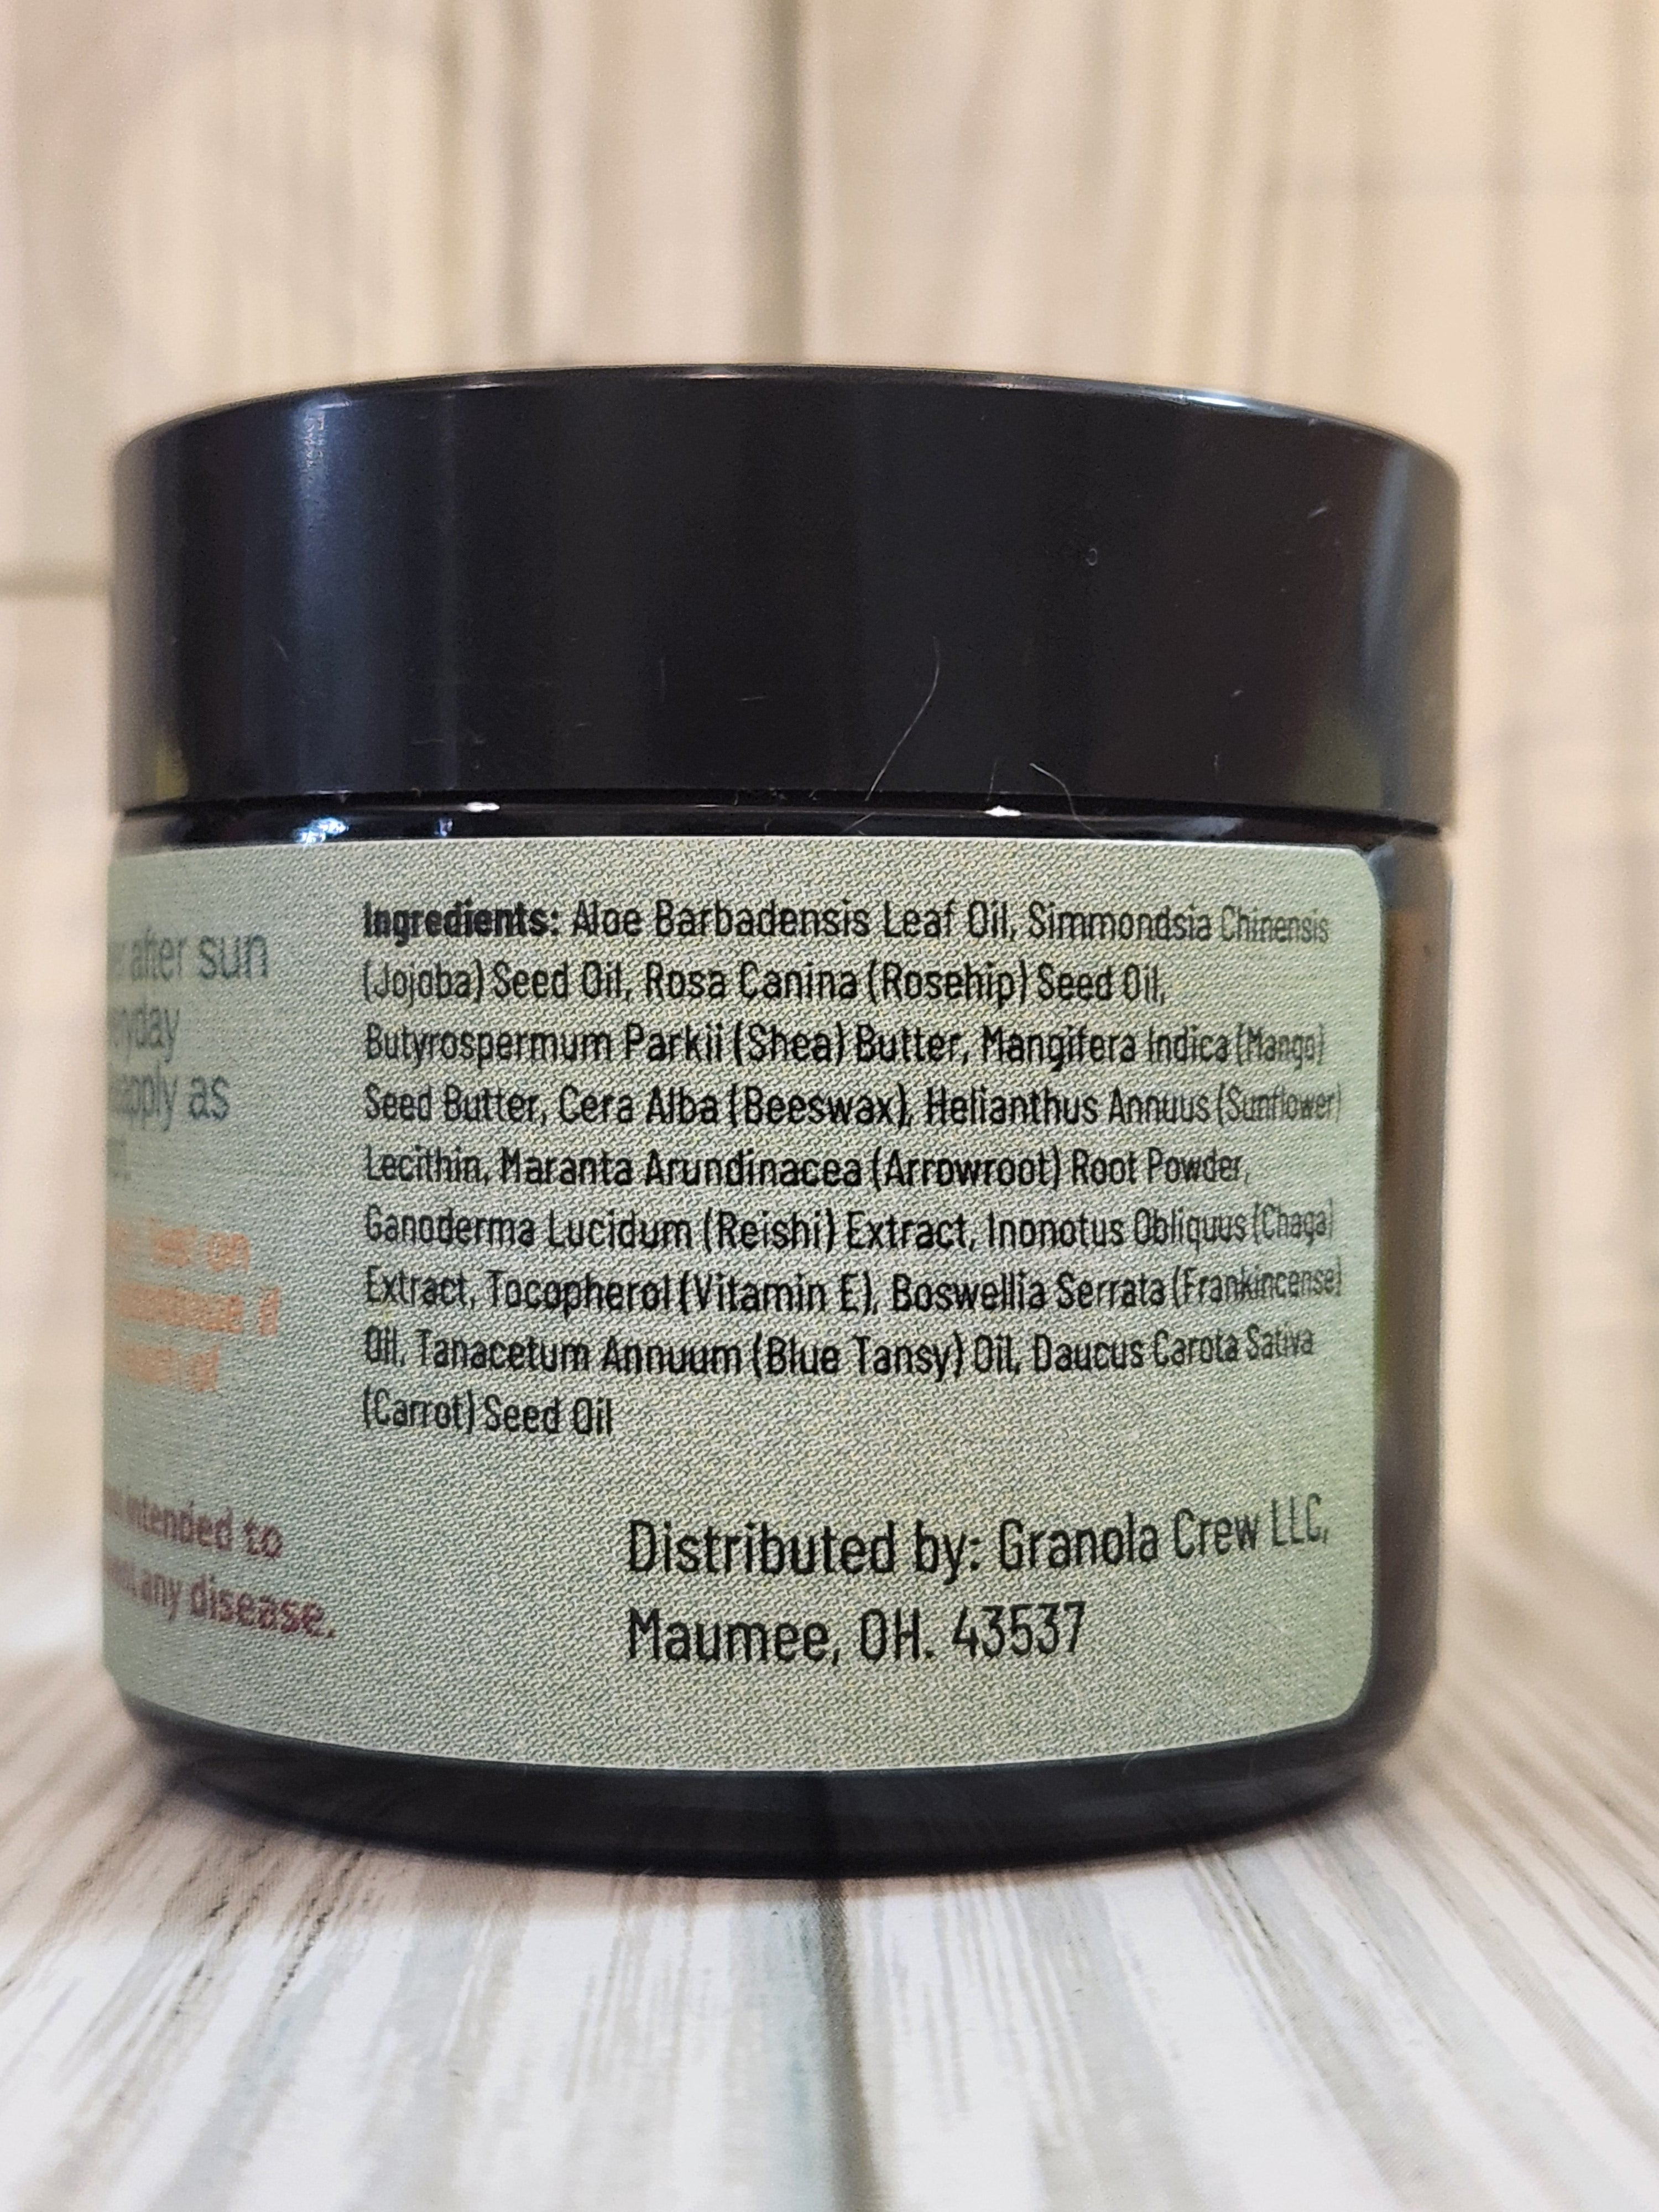 after sun
apply as
intended to
any disease.
Ingredients: Aloe Barbadensis Leaf Oil, Simmondsia Chinensis
(Jojoba) Seed Oil, Rosa Canina (Rosehip) Seed Oil,
Butyrospermum Parkii (Shea) Butter, Mangifera Indica (Mango)
Seed Butter, Cera Alba (Beeswax), Helianthus Annuus (Sunflower)
Lecithin, Maranta Arundinacea (Arrowroot) Root Powder,
Ganoderma Lucidum (Reishi) Extract, Inonotus Obliquus (Chaga)
Extract, Tocopherol (Vitamin E), Boswellia Serrata (Frankincense)
Oil, Tanacetum Annuum (Blue Tansy) Oil, Daucus Carota Sativa
(Carrot) Seed Oil
Distributed by: Granola Crew LLC,
Maumee, OH. 43537